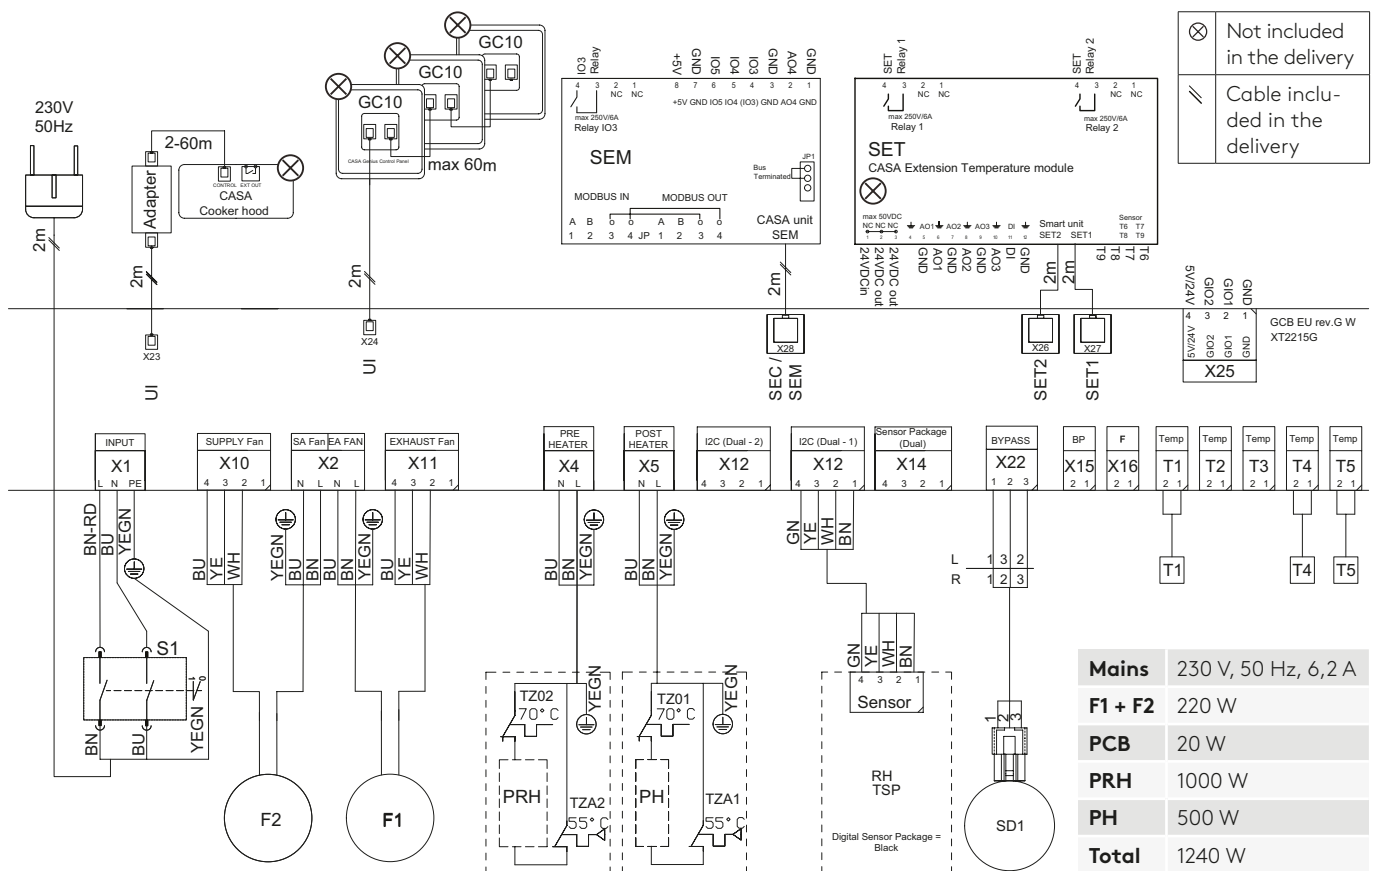 GC10
GC10
GC10
CASA Genius Control Panel
max 60m
230V
50Hz
2-60m
Adapter
CONTROL EXT OUT
CASA
Cooker hood
2m
2m
2m
IO3
Relay
+5V
GND
IO5
IO4
IO3
GND
AO4
GND
4 3 2 1
NC NC
8 7 6 5 4 3 2 1
+5V GND IO5 IO4 (IO3) GND AO4 GND
max 250V/6A
Relay IO3
SEM
JP1
Bus
Terminated
MODBUS IN
MODBUS OUT
A B
A B
1 2 3 4 JP 1 2 3 4
CASA unit
SEM
2m
SET
Relay 1
SET
Relay 2
4 3 2 1
NC NC
4 3 2 1
NC NC
max 250V/6A
Relay 1
max 250V/6A
Relay 2
SET
CASA Extension Temperature module
max 50VDC
NC NC NC
AO1 AO2 AO3 DI
1 2 3 4 5 6 7 8 9 10 11 12
24VDCin
24VDC out
24VDC out
GND
AO1
GND
AO2
GND
AO3
DI
GND
Smart unit
SET2 SET1
Sensor
T6 T7
T8 T9
T9
T8
T7
T6
2m
2m
Not included
in the delivery
Cable inclu-
ded in the
delivery
X23
UI
X24
UI
X28
SEC /
SEM
X26
SET2
X27
SET1
5V/24V
GIO2
GIO1
GND
4 3 2 1
5V/24V
GIO2
GIO1
GND
X25
GCB EU rev.G W
XT2215G
INPUT
X1
L N PE
SUPPLY Fan
X10
4 3 2 1
SA Fan EA FAN
X2
N L N L
EXHAUST Fan
X11
4 3 2 1
PRE
HEATER
X4
N L
POST
HEATER
X5
N L
I2C (Dual - 2)
X12
4 3 2 1
I2C (Dual - 1)
X12
4 3 2 1
Sensor Package
(Dual)
X14
4 3 2 1
BYPASS
X22
1 2 3
BP
X15
2 1
F
X16
2 1
Temp
T1
2 1
Temp
T2
2 1
Temp
T3
2 1
Temp
T4
2 1
Temp
T5
2 1
BN-RD
BU
YEGN
BU
YE
WH
YEGN
BU
BN
BU
BN
YEGN
BU
YE
WH
BU
BN
YEGN
BU
BN
YEGN
GN
YE
WH
BN
L 1 3 2
R 1 2 3
T1
T4
T5
S1
0
1
BN
BU
YEGN
F2
F1
TZ02
70° C
YEGN
PRH
TZA2
55° C
TZ01
70° C
YEGN
PH
TZA1
55° C
GN
YE
WH
BN
4 3 2 1
Sensor
RH
TSP
Digital Sensor Package =
Black
1
2
3
SD1
Mains 230 V, 50 Hz, 6,2 A
F1 + F2 220 W
PCB 20 W
PRH 1000 W
PH 500 W
Total 1240 W